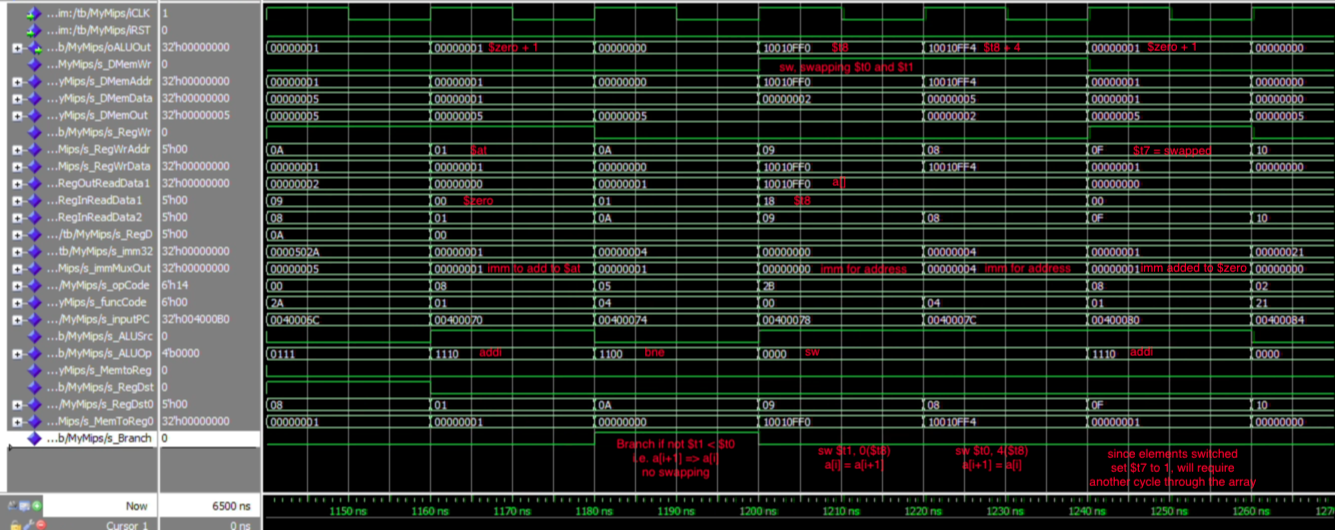 ...im:/tb/MyMips/iCLK 1
...im:/tb/MyMips/iRST 0
...b/MyMips/s_oALUOut 32'h00000000 00000001 00000001 $zero + 1 00000000 10010FF0 $t8 10010FF4 $t8 + 4 00000001 $zero + 1 00000000
MyMips/s_DMemWr 0 sw, swapping $t0 and $t1
...yMips/s_DMemAddr 32'h00000000 00000001 00000001 00000000 10010FF0 10010FF4 00000001 00000000
...yMips/s_DMemData 32'h00000000 00000005 00000001 00000002 00000005 00000001 00000000
...yMips/s_DMemOut 32'h00000005 00000005 00000005 00000005 00000002 00000005 00000005
...b/MyMips/s_RegWr 0
...Mips/s_RegWrAddr 5'h00 0A 01 $at 0A 09 08 0F $t7 = swapped 10
...Mips/s_RegWrData 32'h00000000 00000001 00000001 00000000 10010FF0 10010FF4 00000001 00000000
...RegOutReadData1 32'h00000000 00000002 00000000 00000001 10010FF0 a[] 00000000
...RegInReadData1 5'h00 09 00 $zero 01 18 $t8 00
...RegInReadData2 5'h00 08 01 0A 09 08 0F 10
.../tb/MyMips/s_RegD 5'h00 0A 00
...tb/MyMips/s_imm32 32'h00000000 0000502A 00000001 00000004 00000000 00000004 00000001 00000021
...Mips/s_immMuxOut 32'h00000000 00000005 00000001 imm to add to $at 00000001 00000000 imm for address 00000004 imm for address 00000001 imm added to $zero 00000000
.../MyMips/s_opCode 6'h14 00 08 05 2B 08 02
...yMips/s_funcCode 6'h00 2A 01 04 00 04 01 21
.../MyMips/s_inputPC 32'h004000B0 0040006C 00400070 00400074 00400078 0040007C 00400080 00400084
...b/MyMips/s_ALUSrc 0
...b/MyMips/s_ALUOp 4'b0000 0111 1110 addi 1100 bne 0000 sw 1110 addi 0000
...yMips/s_MemtoReg 0
...b/MyMips/s_RegDst 0
.../MyMips/s_RegDst0 5'h00 08 01 0A 09 08 0F 10
...Mips/s_MemToReg0 32'h00000000 00000001 00000001 00000000 10010FF0 10010FF4 00000001 00000000
...b/MyMips/s_Branch 0
Branch if not $t1 < $t0
i.e. a[i+1] => a[i]
no swapping
sw $t1, 0($t8)
a[i] = a[i+1]
sw $t0, 4($t8)
a[i+1] = a[i]
since elements switched
set $t7 to 1, will require
another cycle through the array
Now 6500 ns 1150 ns 1160 ns 1170 ns 1180 ns 1190 ns 1200 ns 1210 ns 1220 ns 1230 ns 1240 ns 1250 ns 1260 ns
Cursor 1 0 ns